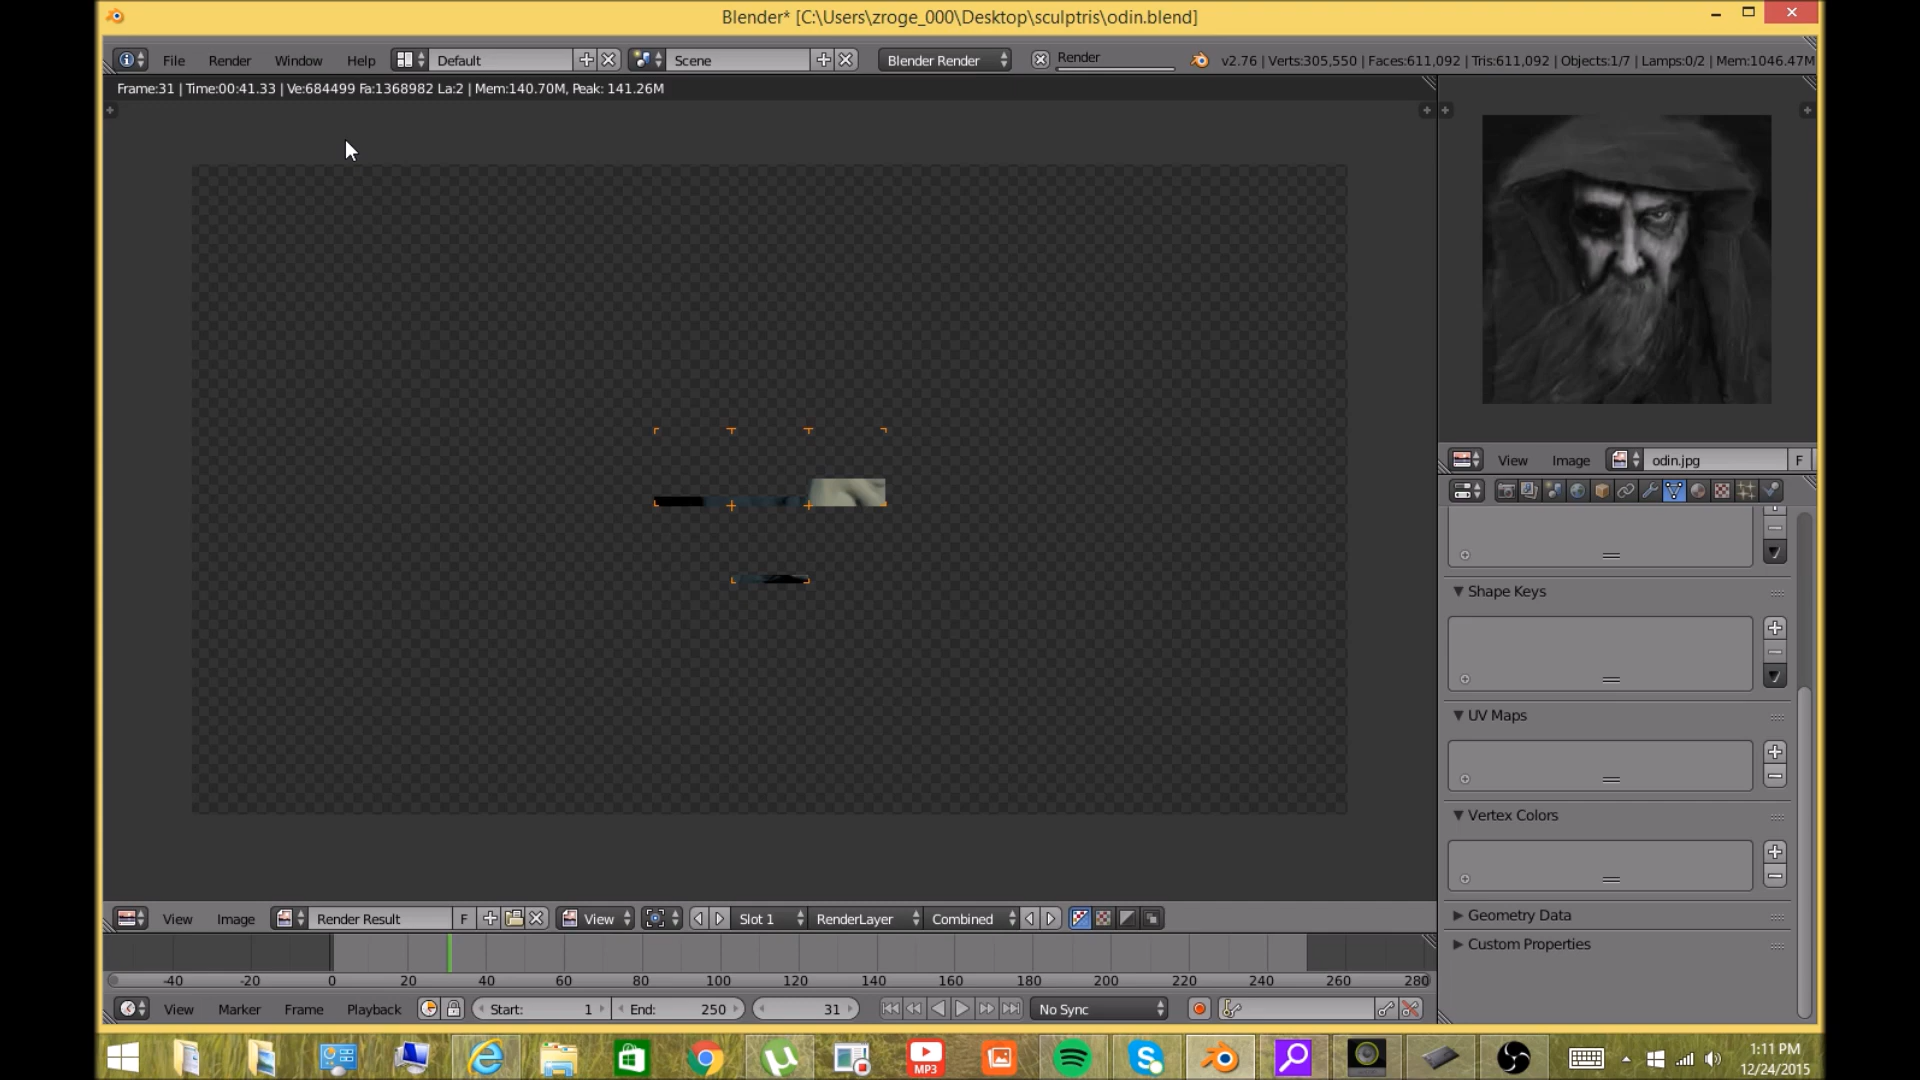 Blender* [C:\Users\zroge_000\Desktop\sculptris\odin.blend]
File Render Window Help Default Scene Blender Render Render v2.76 | Verts:305,550 | Faces:611,092 | Tris:611,092 | Objects:1/7 | Lamps:0/2 | Mem:1046.47M
Frame:31 | Time:00:41.33 | Ve:684499 Fa:1368982 La:2 | Mem:140.70M, Peak: 141.26M
View Image odin.jpg F
Shape Keys
UV Maps
Vertex Colors
Geometry Data
Custom Properties
View Image Render Result F View Slot 1 RenderLayer Combined
-40 -20 0 20 40 60 80 100 120 140 160 180 200 220 240 260 280
View Marker Frame Playback Start: 1 End: 250 31 No Sync
MP3
1:11 PM
12/24/2015